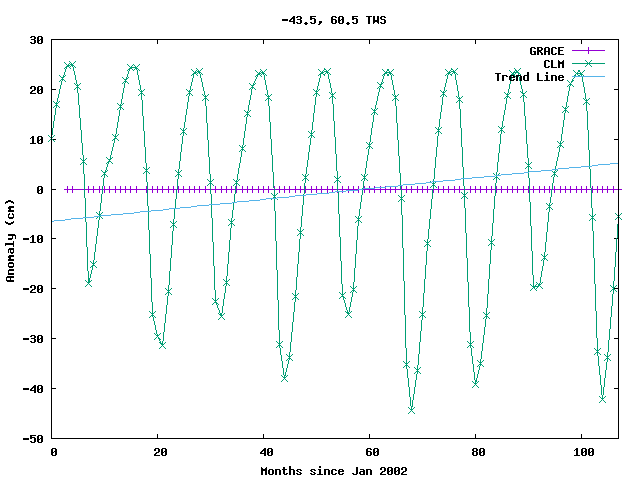 -43.5, 60.5 TWS
30
20
10
0
-10
-20
-30
-40
-50
Anomaly (cm)
GRACE
CLM
Trend Line
0 20 40 60 80 100
Months since Jan 2002